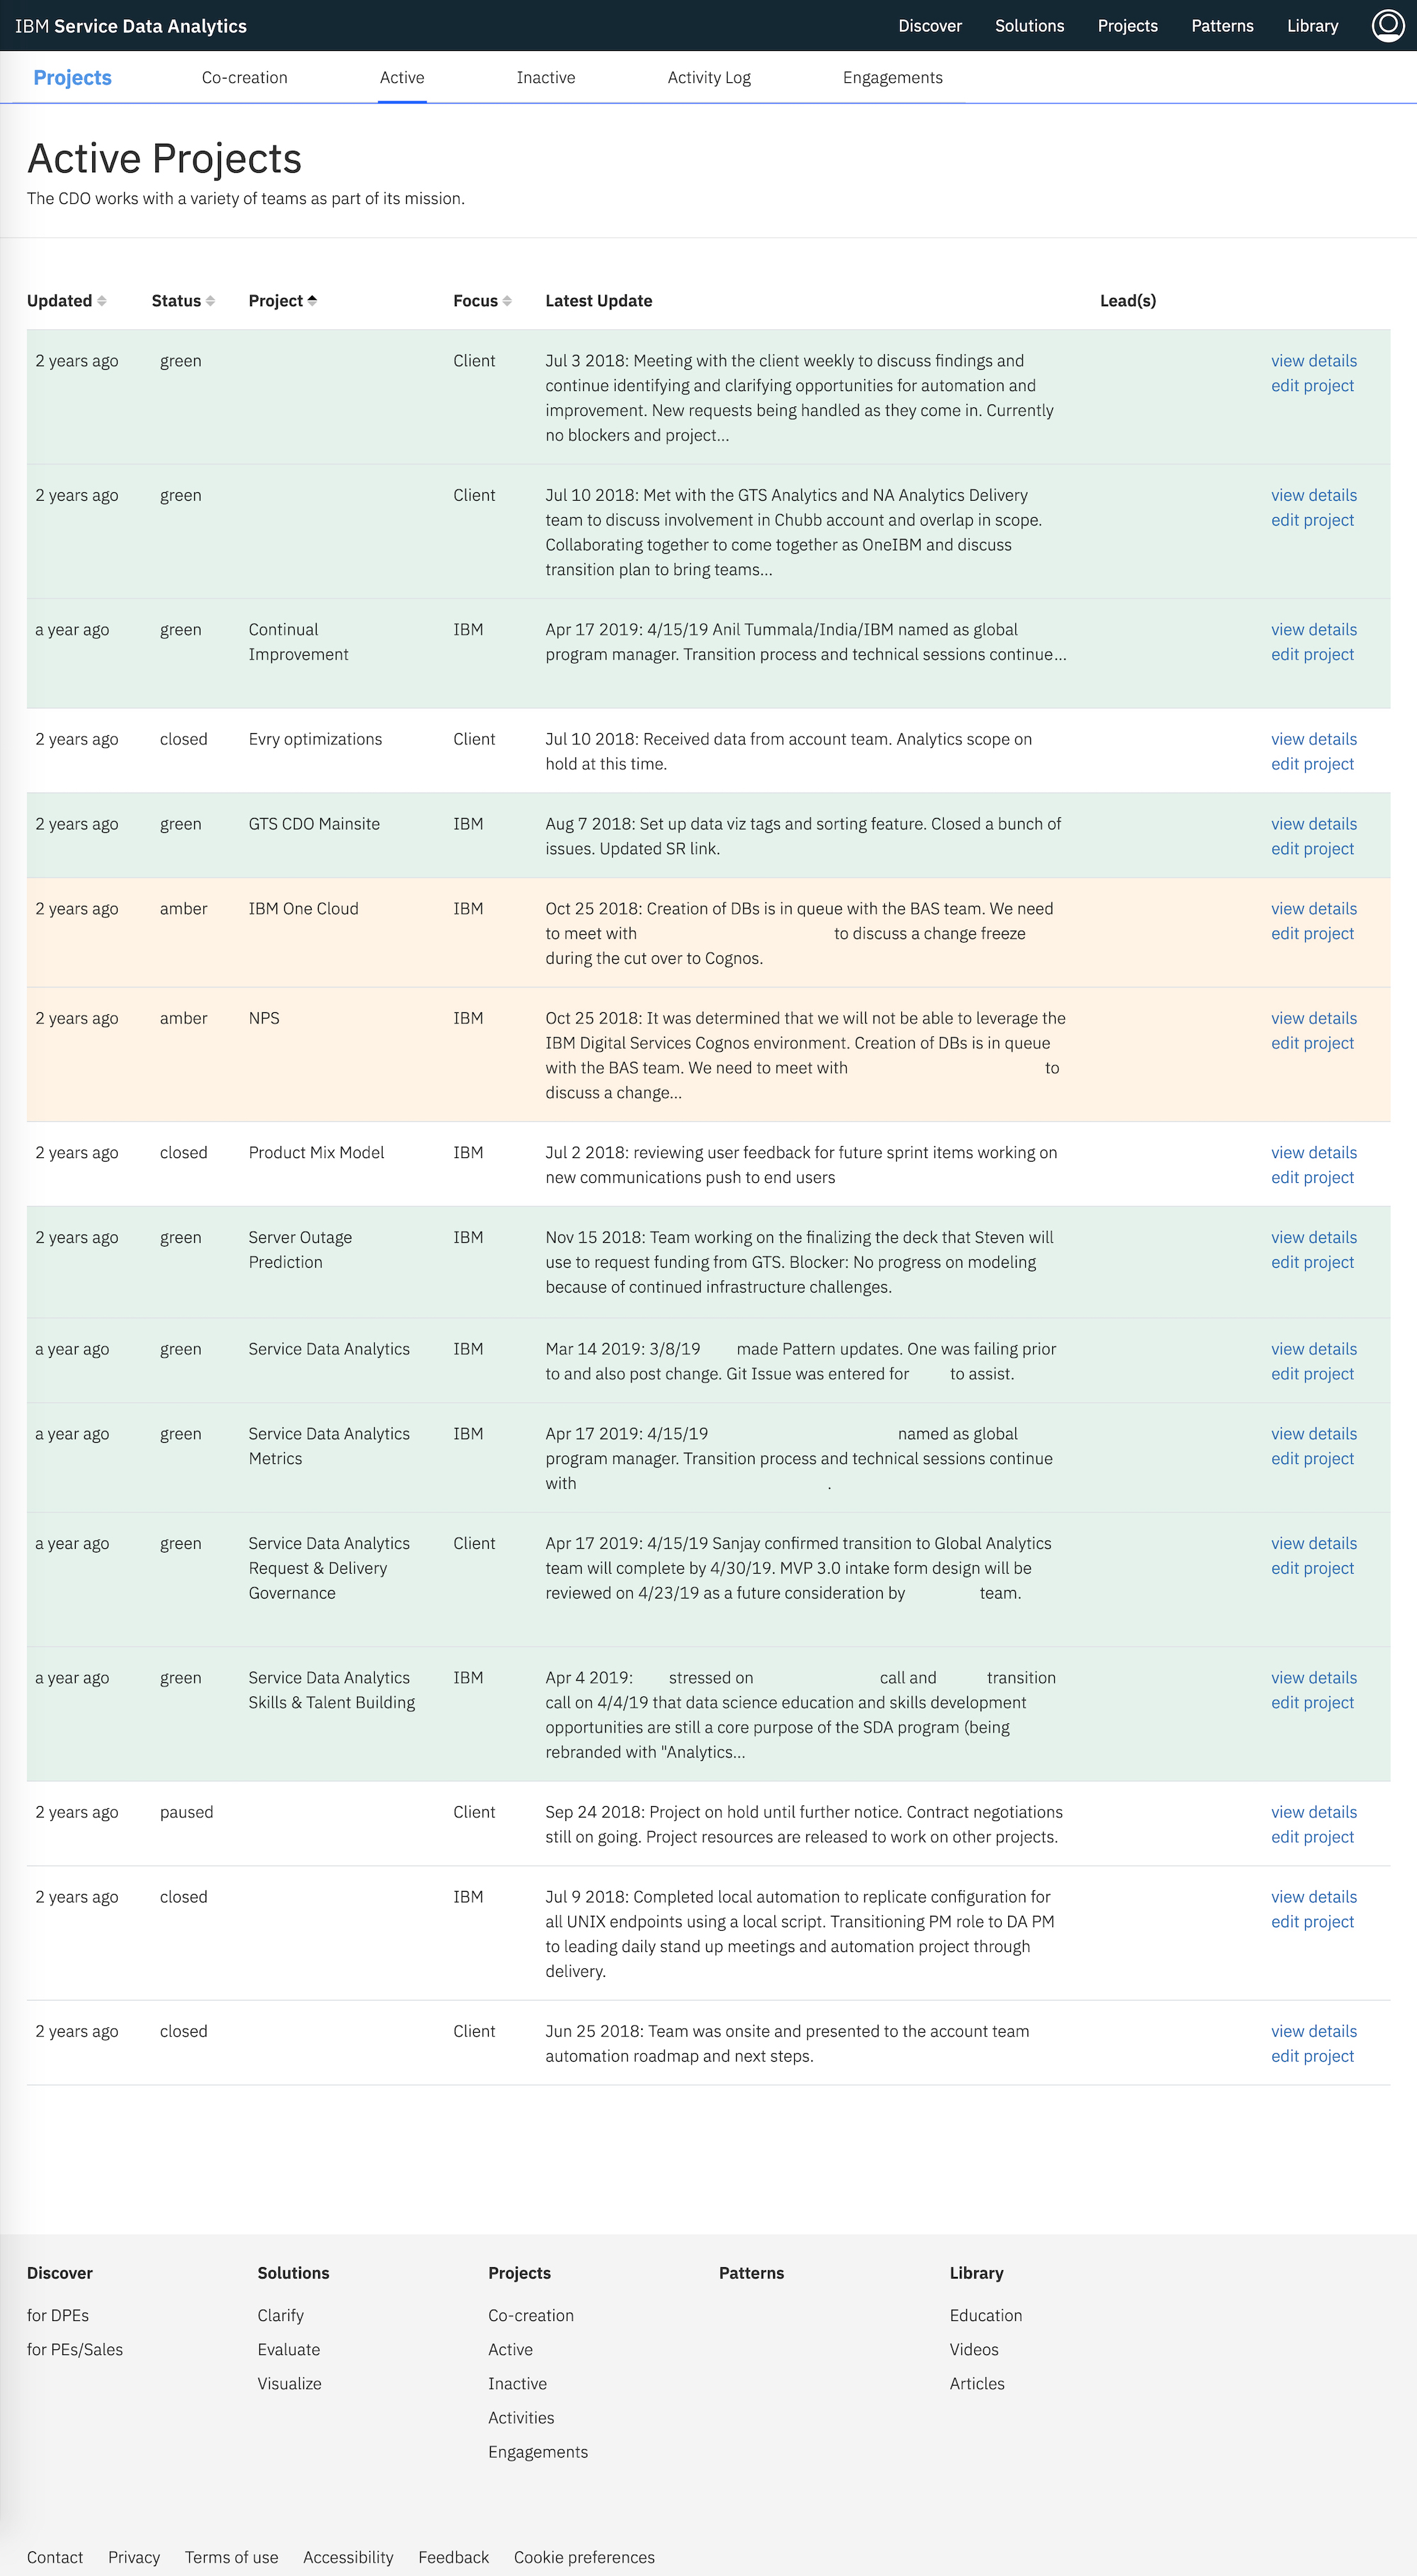 IBM Service Data Analytics
Discover Solutions Projects Patterns Library
Projects Co-creation Active Inactive Activity Log Engagements
Active Projects
The CDO works with a variety of teams as part of its mission.
Updated Status Project Focus Latest Update Lead(s)
2 years ago green Client Jul 3 2018: Meeting with the client weekly to discuss findings and view details
continue identifying and clarifying opportunities for automation and edit project
improvement. New requests being handled as they come in. Currently
no blockers and project...
2 years ago green Client Jul 10 2018: Met with the GTS Analytics and NA Analytics Delivery view details
team to discuss involvement in Chubb account and overlap in scope. edit project
Collaborating together to come together as OneIBM and discuss
transition plan to bring teams...
a year ago green Continual IBM Apr 17 2019: 4/15/19 Anil Tummala/India/IBM named as global view details
Improvement program manager. Transition process and technical sessions continue... edit project
2 years ago closed Evry optimizations Client Jul 10 2018: Received data from account team. Analytics scope on view details
hold at this time. edit project
2 years ago green GTS CDO Mainsite IBM Aug 7 2018: Set up data viz tags and sorting feature. Closed a bunch of view details
issues. Updated SR link. edit project
2 years ago amber IBM One Cloud IBM Oct 25 2018: Creation of DBs is in queue with the BAS team. We need view details
to meet with to discuss a change freeze edit project
during the cut over to Cognos.
2 years ago amber NPS IBM Oct 25 2018: It was determined that we will not be able to leverage the view details
IBM Digital Services Cognos environment. Creation of DBs is in queue edit project
with the BAS team. We need to meet with to
discuss a change...
2 years ago closed Product Mix Model IBM Jul 2 2018: reviewing user feedback for future sprint items working on view details
new communications push to end users edit project
2 years ago green Server Outage IBM Nov 15 2018: Team working on the finalizing the deck that Steven will view details
Prediction use to request funding from GTS. Blocker: No progress on modeling edit project
because of continued infrastructure challenges.
a year ago green Service Data Analytics IBM Mar 14 2019: 3/8/19 made Pattern updates. One was failing prior view details
to and also post change. Git Issue was entered for to assist. edit project
a year ago green Service Data Analytics IBM Apr 17 2019: 4/15/19 named as global view details
Metrics program manager. Transition process and technical sessions continue edit project
with .
a year ago green Service Data Analytics Client Apr 17 2019: 4/15/19 Sanjay confirmed transition to Global Analytics view details
Request & Delivery team will complete by 4/30/19. MVP 3.0 intake form design will be edit project
Governance reviewed on 4/23/19 as a future consideration by team.
a year ago green Service Data Analytics IBM Apr 4 2019: stressed on call and transition view details
Skills & Talent Building call on 4/4/19 that data science education and skills development edit project
opportunities are still a core purpose of the SDA program (being
rebranded with "Analytics...
2 years ago paused Client Sep 24 2018: Project on hold until further notice. Contract negotiations view details
still on going. Project resources are released to work on other projects. edit project
2 years ago closed IBM Jul 9 2018: Completed local automation to replicate configuration for view details
all UNIX endpoints using a local script. Transitioning PM role to DA PM edit project
to leading daily stand up meetings and automation project through
delivery.
2 years ago closed Client Jun 25 2018: Team was onsite and presented to the account team view details
automation roadmap and next steps. edit project
Discover Solutions Projects Patterns Library
for DPEs Clarify Co-creation Education
for PEs/Sales Evaluate Active Videos
Visualize Inactive Articles
Activities
Engagements
Contact Privacy Terms of use Accessibility Feedback Cookie preferences